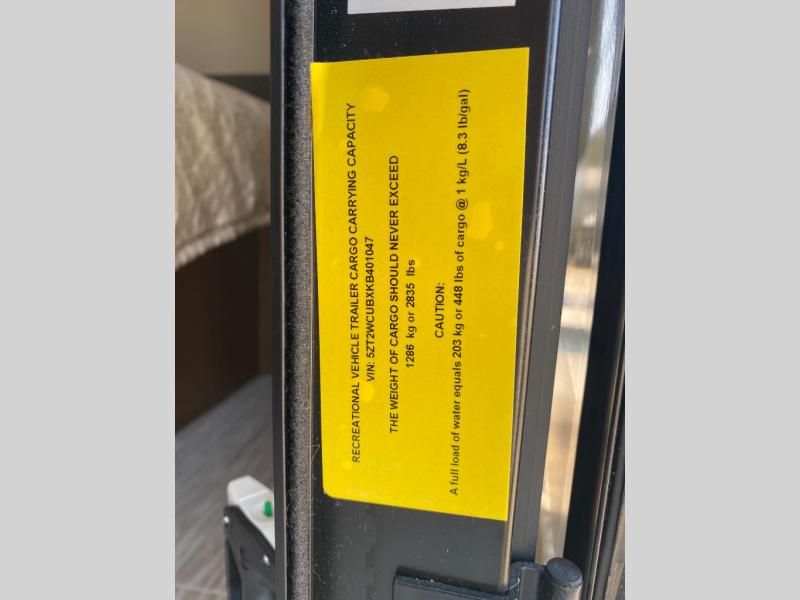 RECREATIONAL VEHICLE TRAILER CARGO CARRYING CAPACITY
VIN: 5ZT2WCUBXKB401047
THE WEIGHT OF CARGO SHOULD NEVER EXCEED
1286 kg or 2835 lbs
CAUTION:
A full load of water equals 203 kg or 448 lbs of cargo @ 1 kg/L (8.3 lb/gal)